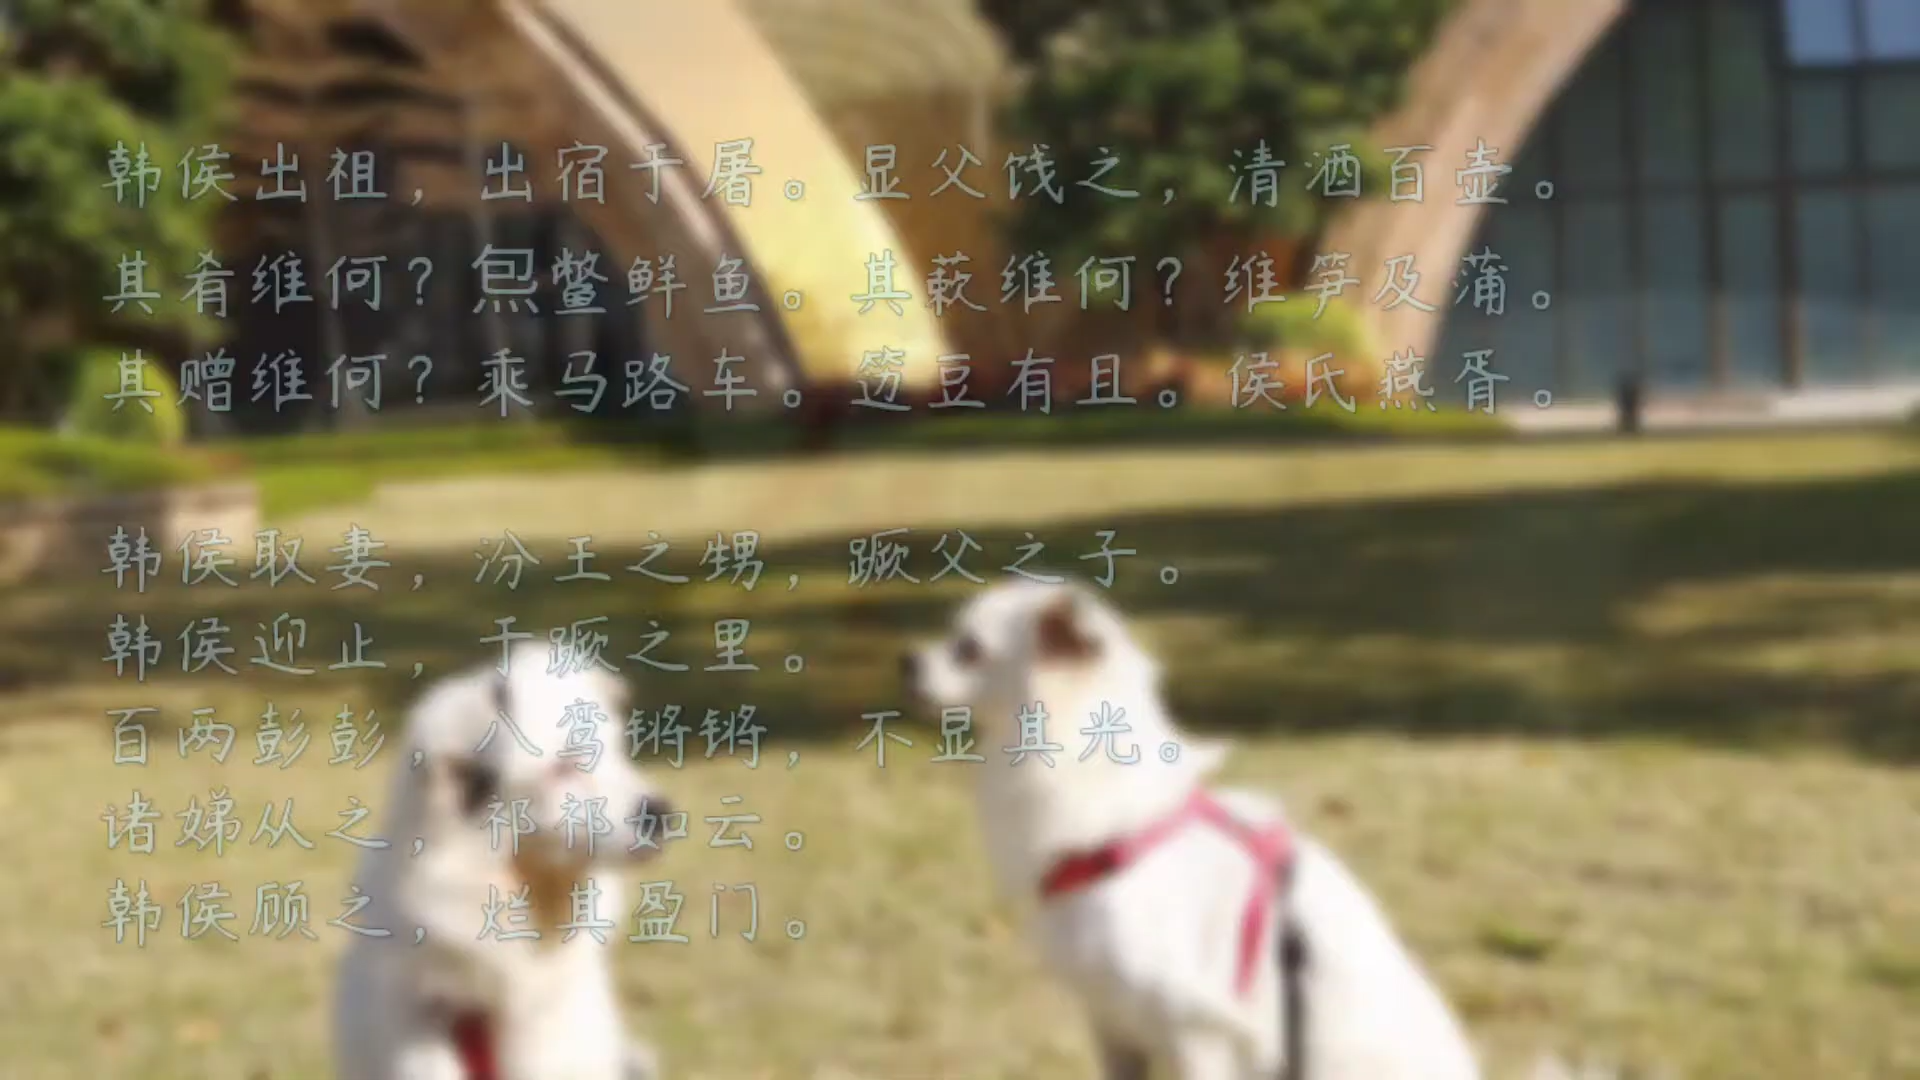 韩侯出祖，出宿于屠。显父饯之，清酒百壶。
其肴维何？炰鳖鲜鱼。其蔌维何？维笋及蒲。
其赠维何？乘马路车。笾豆有且。侯氏燕胥。
韩侯取妻，汾王之甥，蹶父之子。
韩侯迎止，于蹶之里。
百两彭彭，八鸾锵锵，不显其光。
诸娣从之，祁祁如云。
韩侯顾之，烂其盈门。